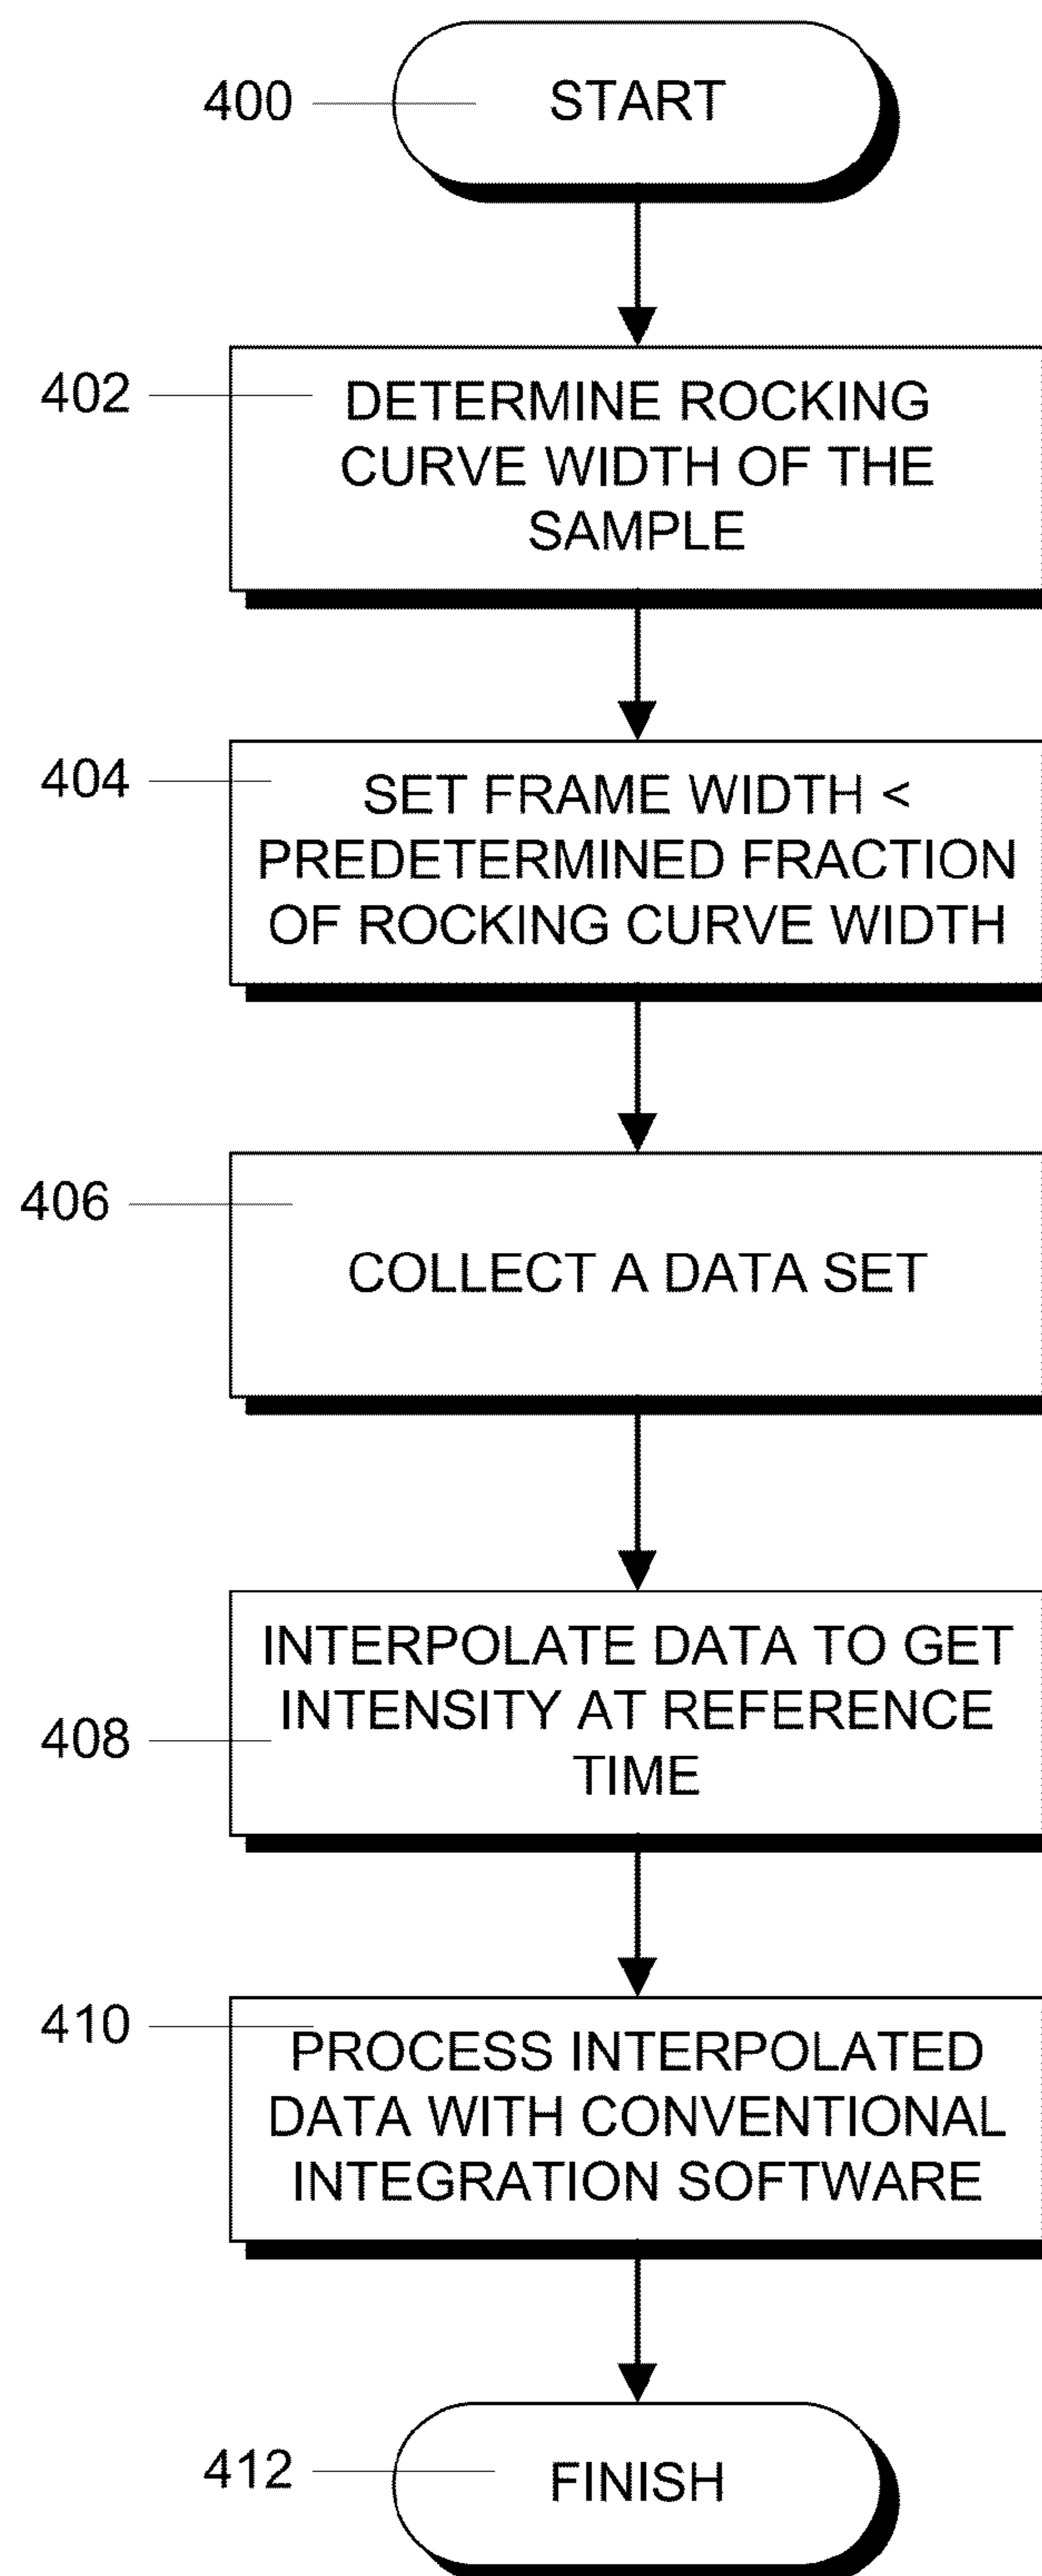 400
START
402
DETERMINE ROCKING
CURVE WIDTH OF THE
SAMPLE
404
SET FRAME WIDTH <
PREDETERMINED FRACTION
OF ROCKING CURVE WIDTH
406
COLLECT A DATA SET
INTERPOLATE DATA TO GET
INTENSITY AT REFERENCE
408
TIME
410
PROCESS INTERPOLATED
DATA WITH CONVENTIONAL
INTEGRATION SOFTWARE
412
FINISH